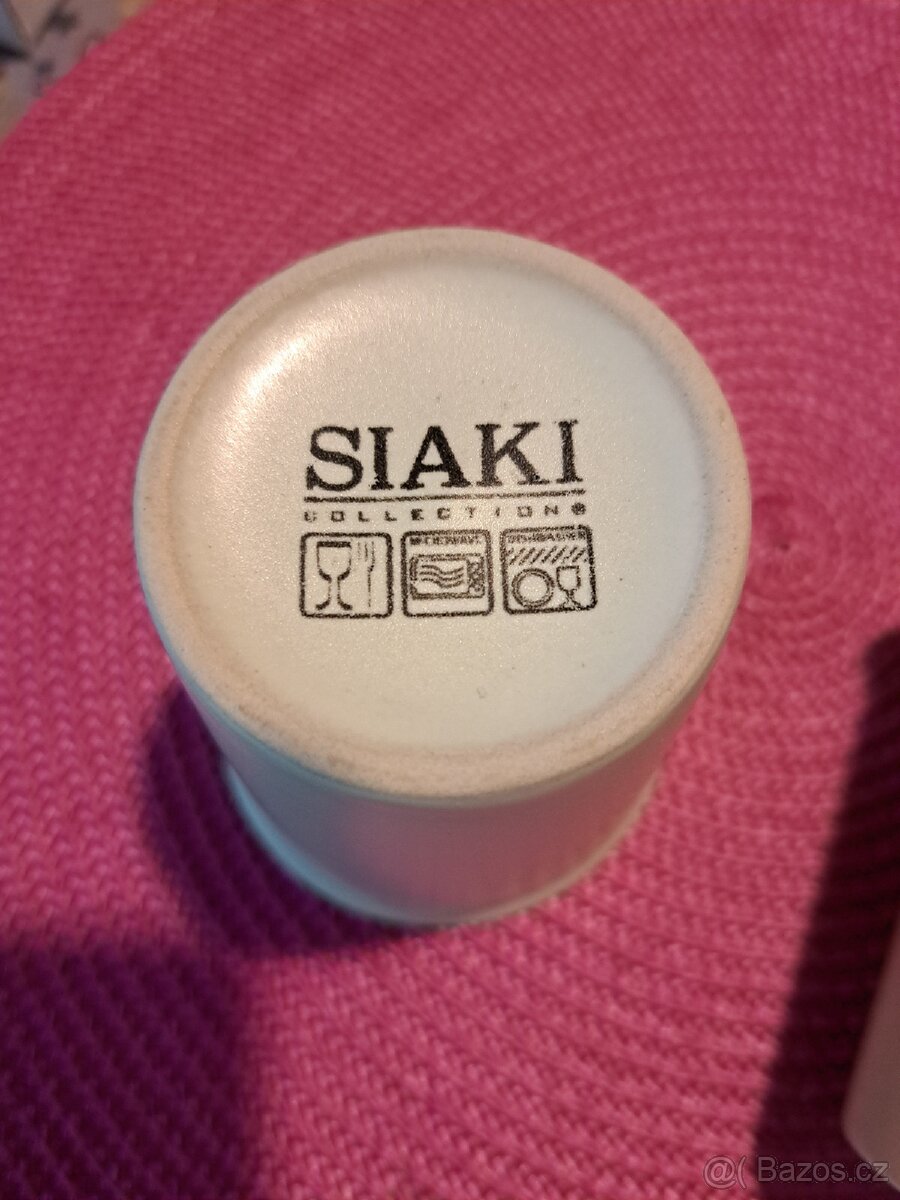 SIAKI
COLLECTION®
MICROWAVE
DISHWASHER
@( Bazos.cz